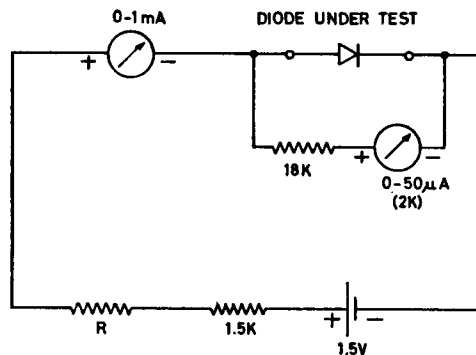 0-1mA
DIODE UNDER TEST
+
-
18K
+
-
0-50μA
(2K)
R
1.5K
+
-
1.5V